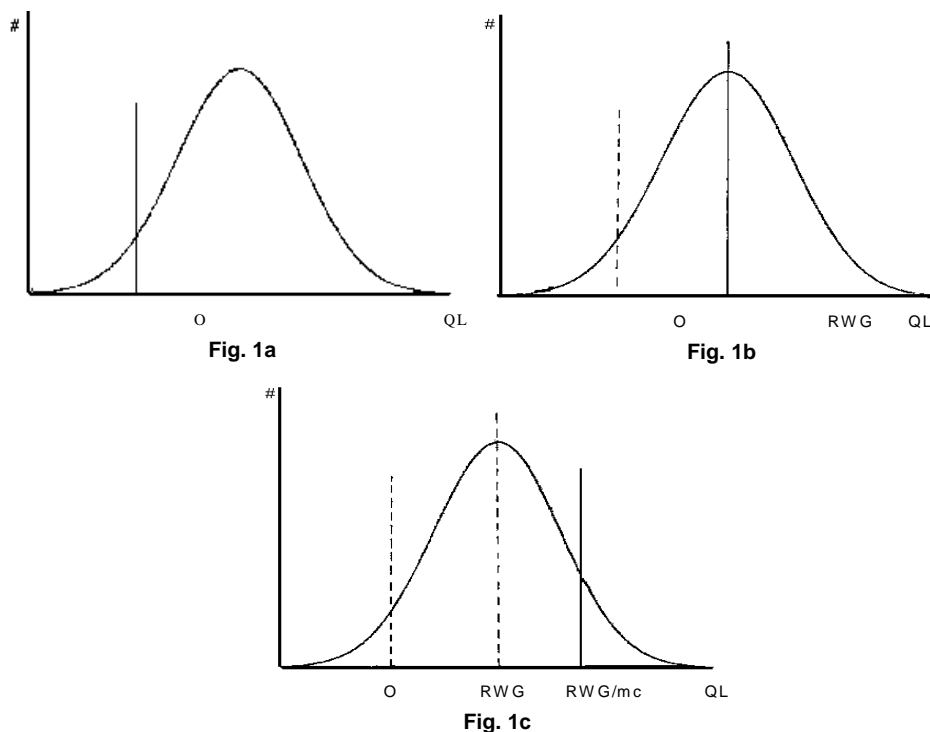 #
O QL
Fig. 1a
#
O RWG QL
Fig. 1b
#
O RWG RWG/mc QL
Fig. 1c